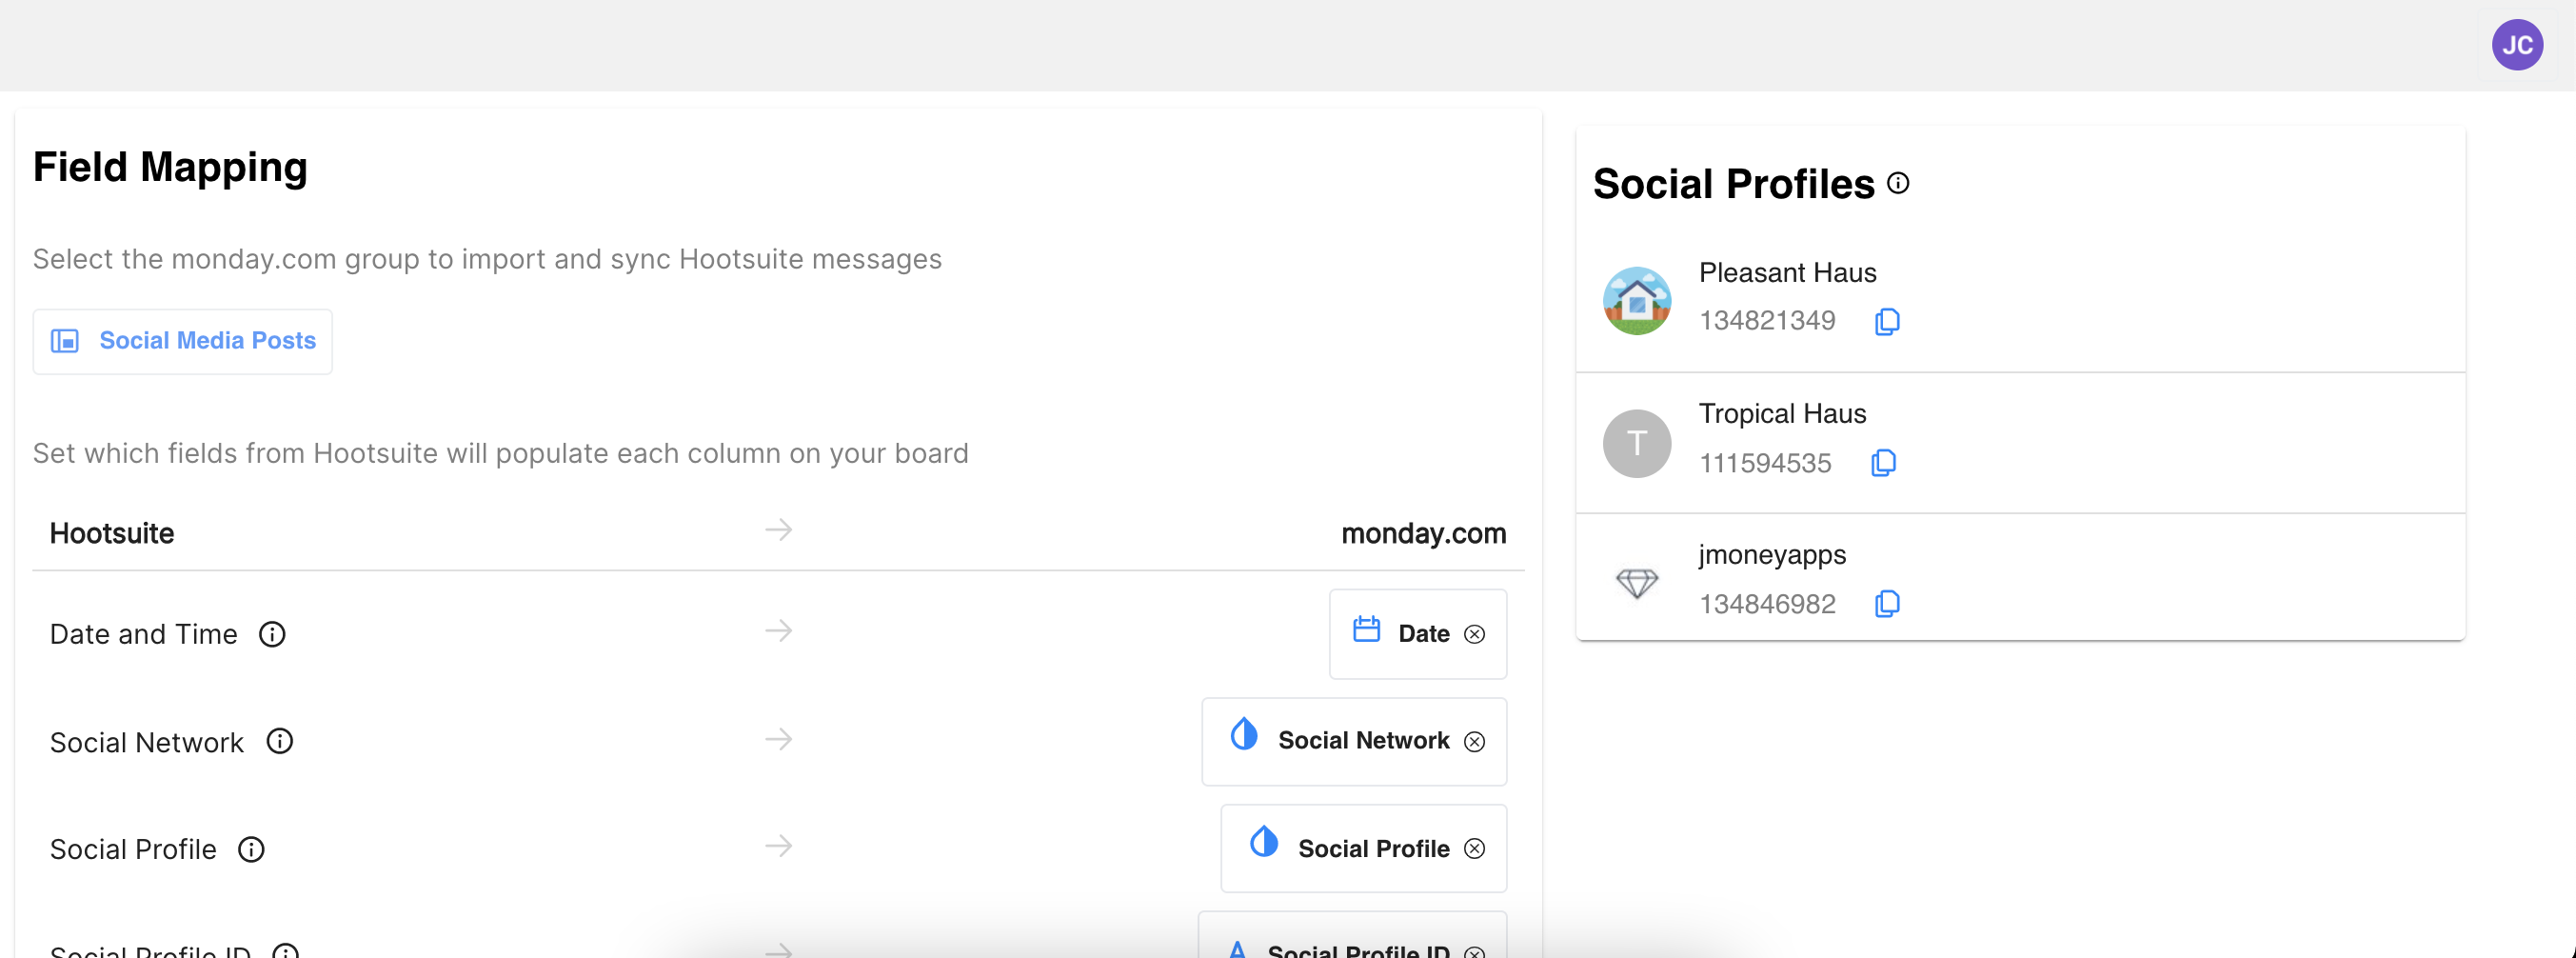 JC
Field Mapping
Select the monday.com group to import and sync Hootsuite messages
Social Media Posts
Set which fields from Hootsuite will populate each column on your board
Hootsuite → monday.com
Date and Time → Date
Social Network → Social Network
Social Profile → Social Profile
Social Profile ID → Social Profile ID
Social Profiles
Pleasant Haus
134821349
T
Tropical Haus
111594535
jmoneyapps
134846982